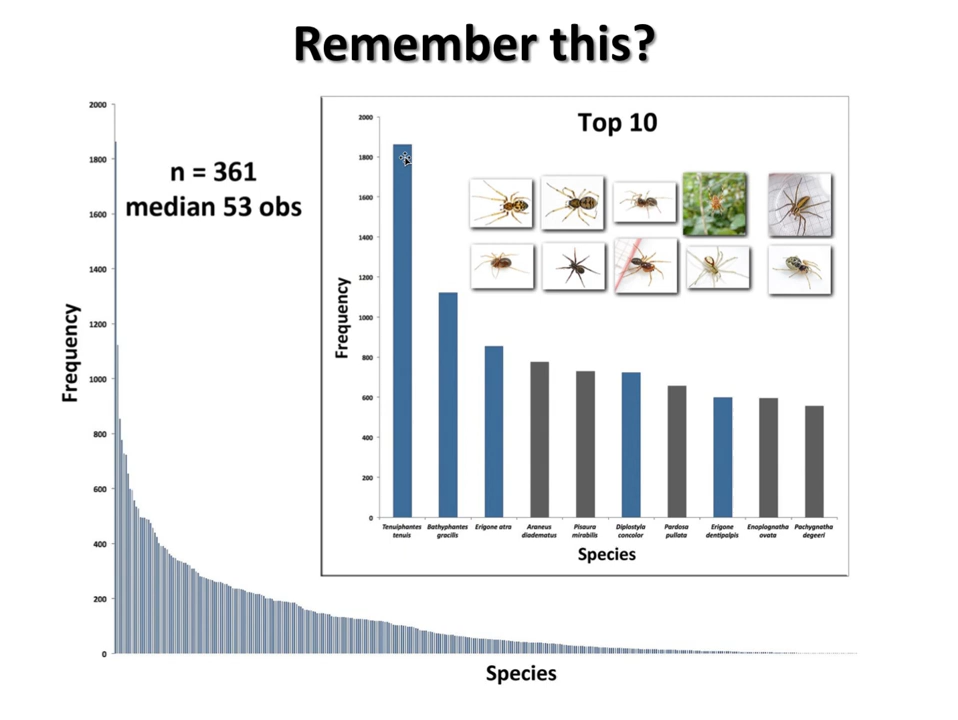 Remember this?
2000
1800
1600
1400
1200
1000
800
600
400
200
0
Frequency
n = 361
median 53 obs
Species
Top 10
2000
1800
1600
1400
1200
1000
800
600
400
200
0
Frequency
Tenuiphantes tenuis
Bathyphantes gracilis
Erigone atra
Araneus diadematus
Pisaura mirabilis
Diplostyla concolor
Pardosa pullata
Erigone dentipalpis
Enoplognatha ovata
Pachygnatha degeeri
Species